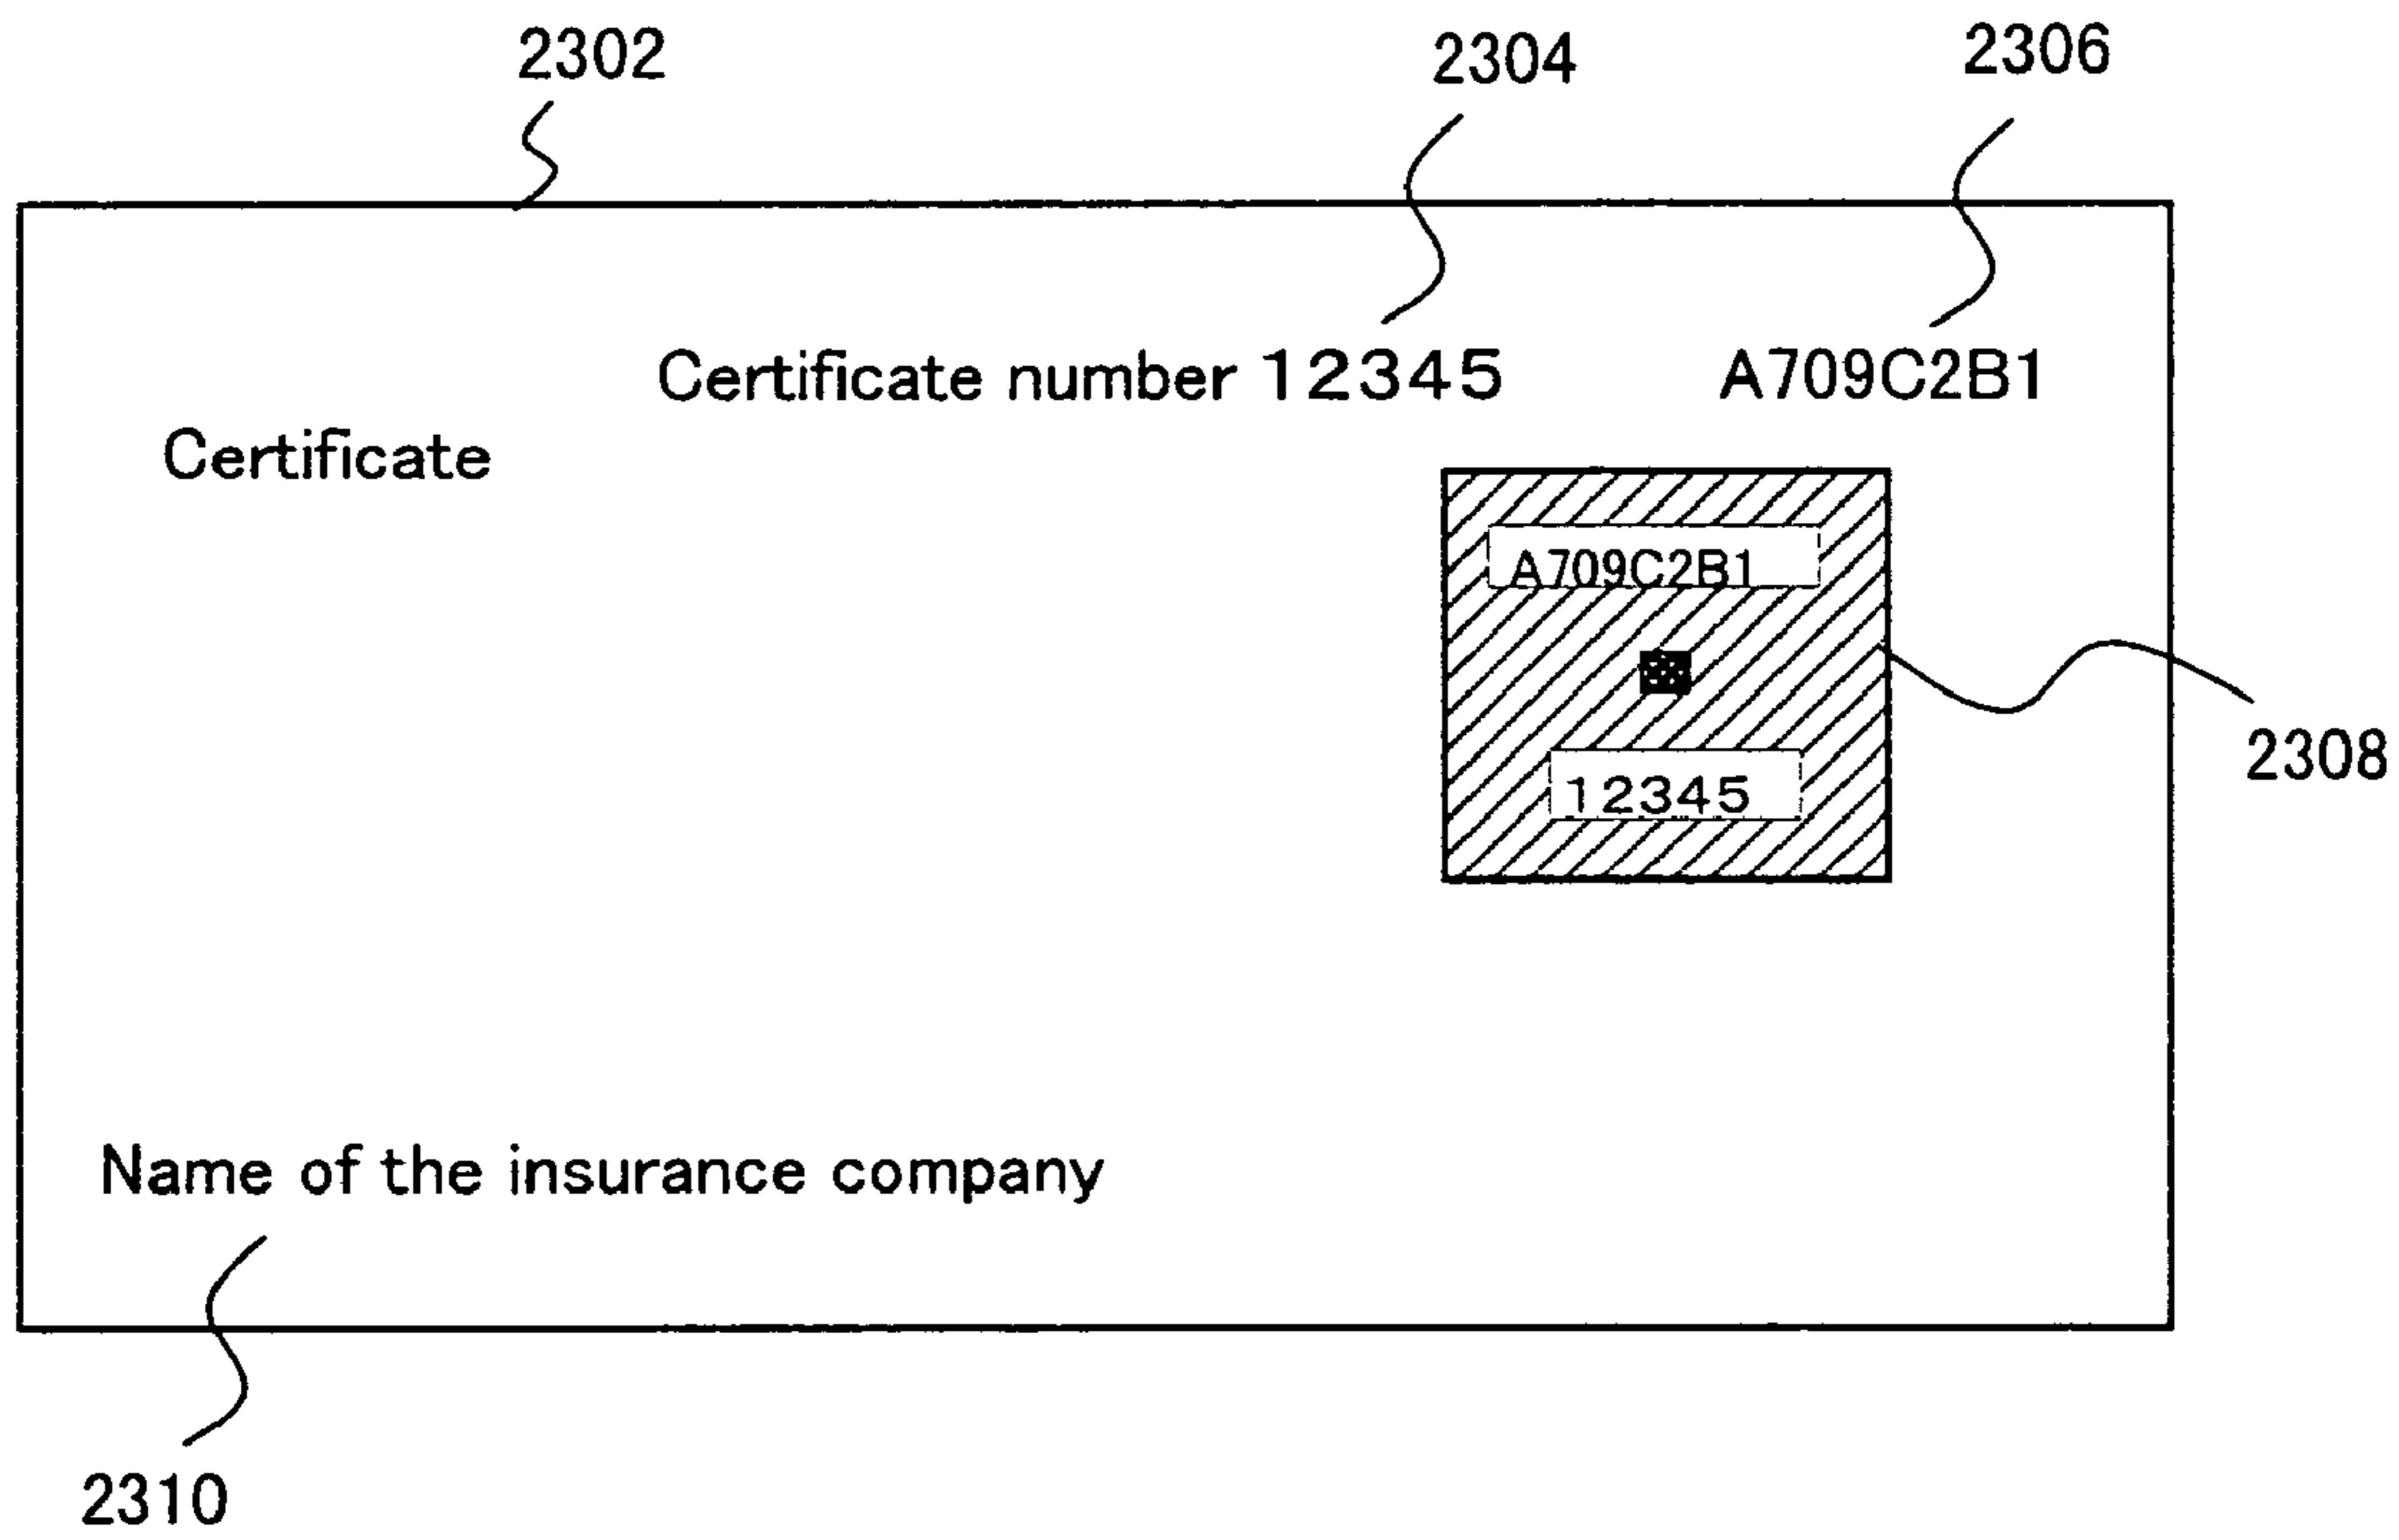 2302
2304
2306
Certificate number 12345
A709C2B1
Certificate
A709C2B1
12345
2308
Name of the insurance company
2310